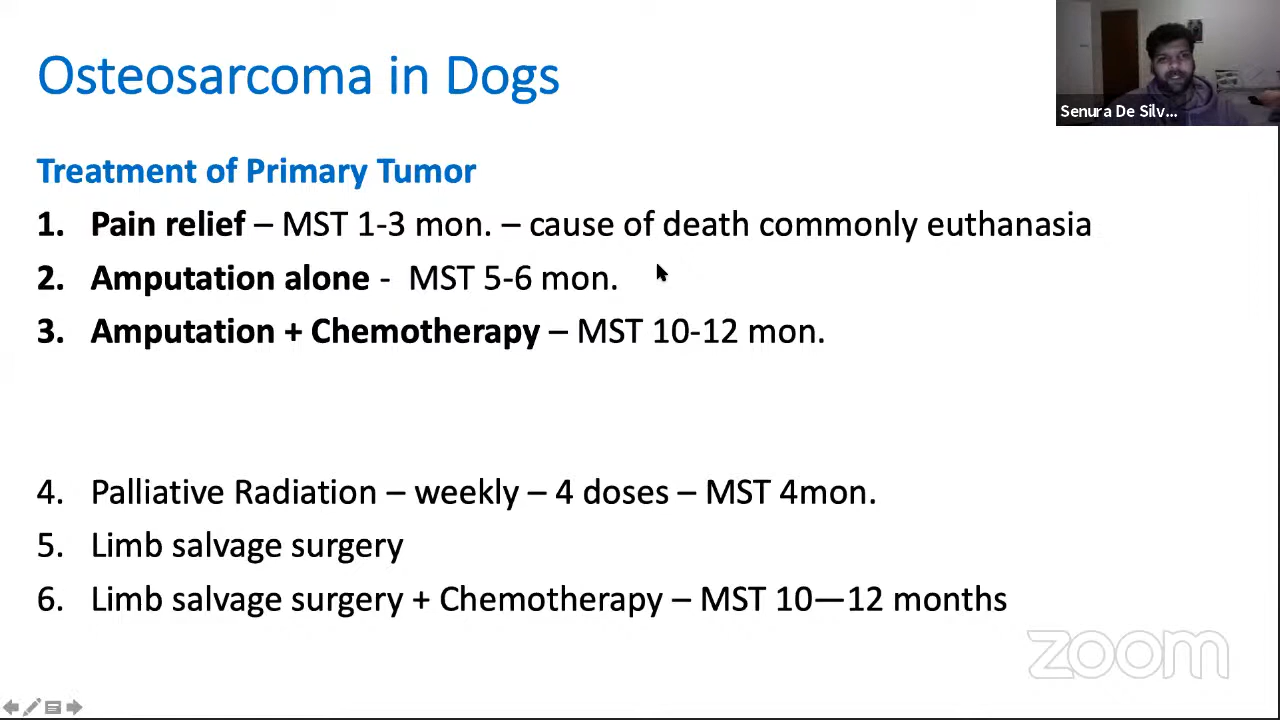 Osteosarcoma in Dogs
Senura De Silv...
Treatment of Primary Tumor
1. Pain relief – MST 1-3 mon. – cause of death commonly euthanasia
2. Amputation alone - MST 5-6 mon.
3. Amputation + Chemotherapy – MST 10-12 mon.
4. Palliative Radiation – weekly – 4 doses – MST 4mon.
5. Limb salvage surgery
6. Limb salvage surgery + Chemotherapy – MST 10—12 months
zoom